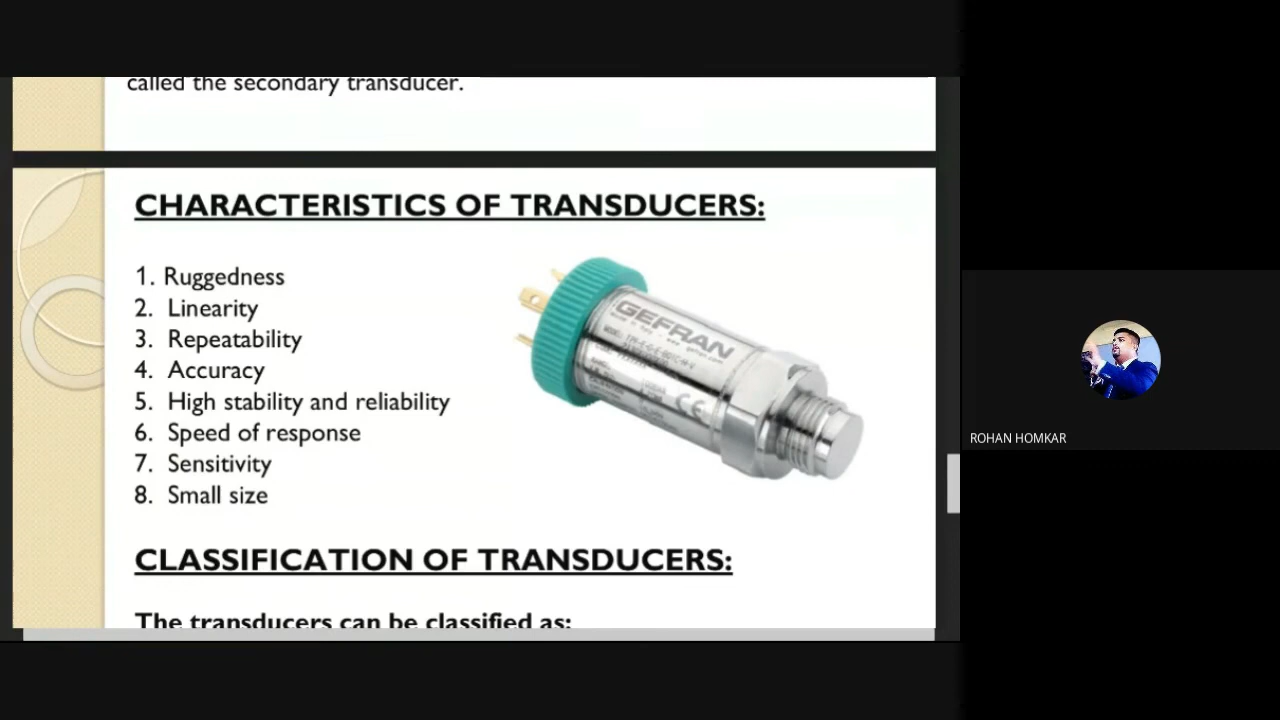 called the secondary transducer.
CHARACTERISTICS OF TRANSDUCERS:
1. Ruggedness
2. Linearity
3. Repeatability
4. Accuracy
5. High stability and reliability
6. Speed of response
7. Sensitivity
8. Small size
GEFRAN
CE
CLASSIFICATION OF TRANSDUCERS:
The transducers can be classified as:
ROHAN HOMKAR